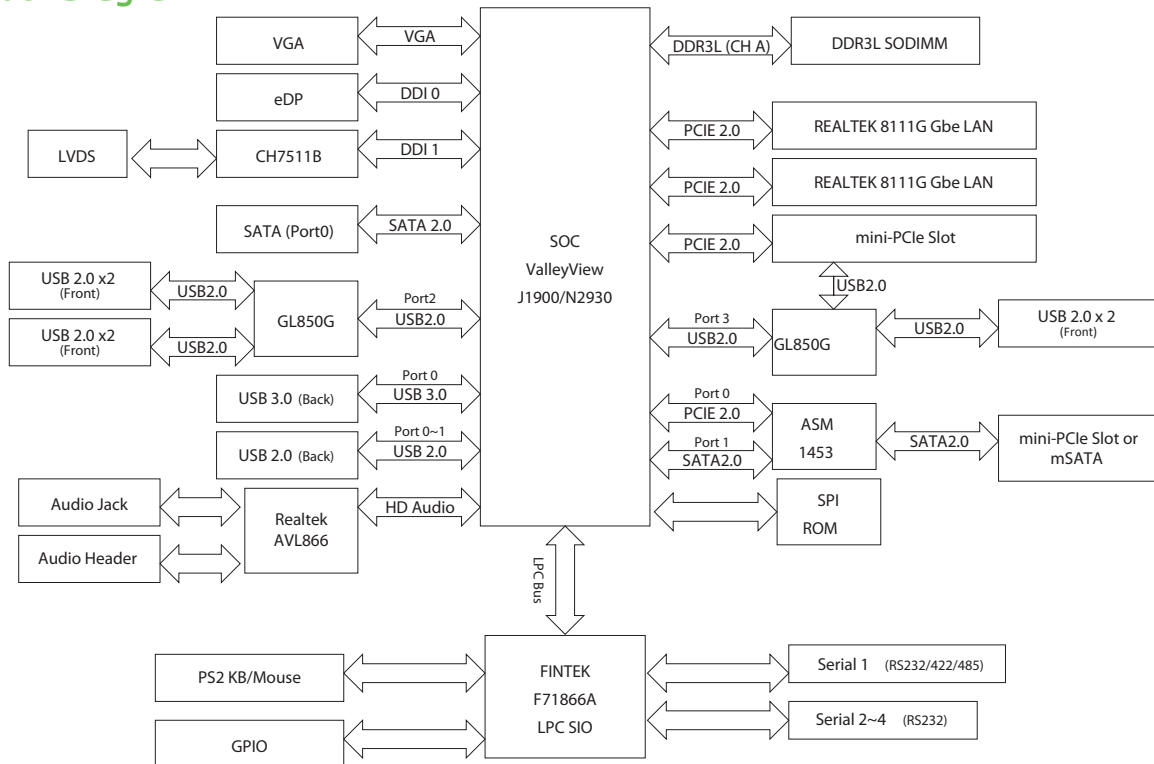 VGA
VGA
DDR3L (CH A)
DDR3L SODIMM
eDP
DDI 0
PCIE 2.0
REALTEK 8111G Gbe LAN
LVDS
CH7511B
DDI 1
PCIE 2.0
REALTEK 8111G Gbe LAN
SATA (Port0)
SATA 2.0
PCIE 2.0
mini-PCIe Slot
SOC
ValleyView
J1900/N2930
USB 2.0 x2
(Front)
USB2.0
USB 2.0 x2
(Front)
USB2.0
GL850G
Port2
USB2.0
USB2.0
Port 3
USB2.0
GL850G
USB2.0
USB 2.0 x 2
(Front)
USB 3.0 (Back)
Port 0
USB 3.0
Port 0
PCIE 2.0
ASM
1453
USB 2.0 (Back)
Port 0~1
USB 2.0
Port 1
SATA2.0
SATA2.0
mini-PCIe Slot or
mSATA
Audio Jack
Audio Header
Realtek
AVL866
HD Audio
SPI
ROM
LPC Bus
PS2 KB/Mouse
GPIO
FINTEK
F71866A
LPC SIO
Serial 1 (RS232/422/485)
Serial 2~4 (RS232)